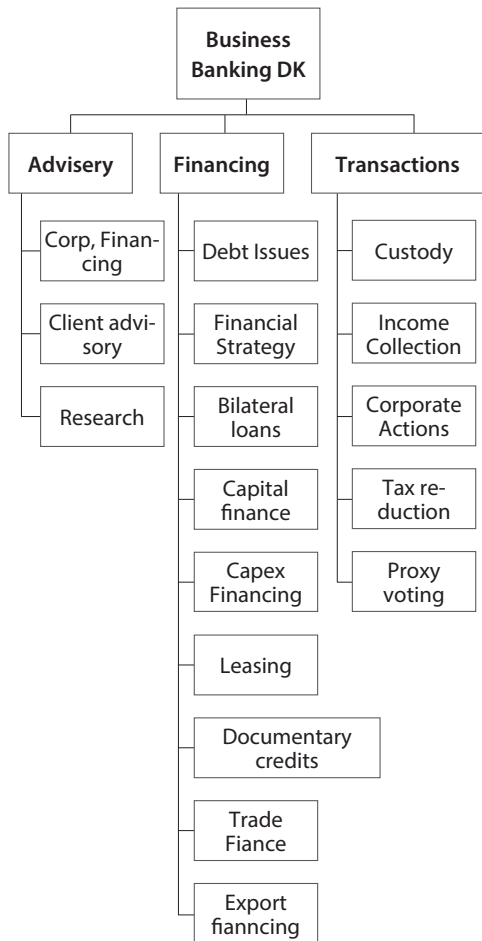 Business
Banking DK
Advisery
Financing
Transactions
Corp, Finan-
cing
Client advi-
sory
Research
Debt Issues
Financial
Strategy
Bilateral
loans
Capital
finance
Capex
Financing
Leasing
Documentary
credits
Trade
Fiance
Export
fianncing
Custody
Income
Collection
Corporate
Actions
Tax re-
duction
Proxy
voting